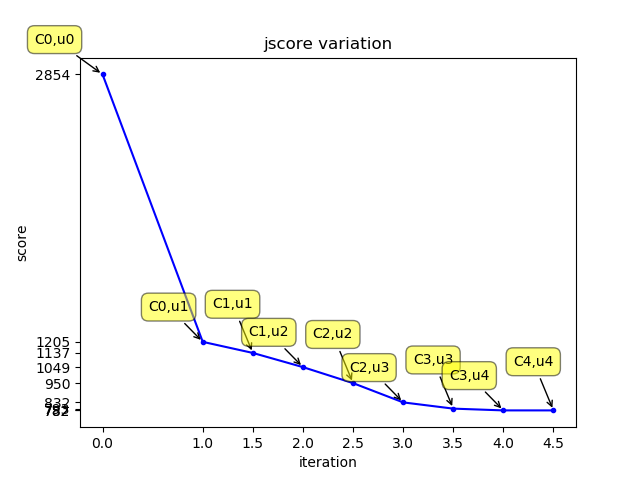 jscore variation
C0,u0
2854
score
C0,u1
C1,u1
C1,u2
C2,u2
C2,u3
C3,u3
C3,u4
C4,u4
1205
1137
1049
950
832
782
0.0 1.0 1.5 2.0 2.5 3.0 3.5 4.0 4.5
iteration